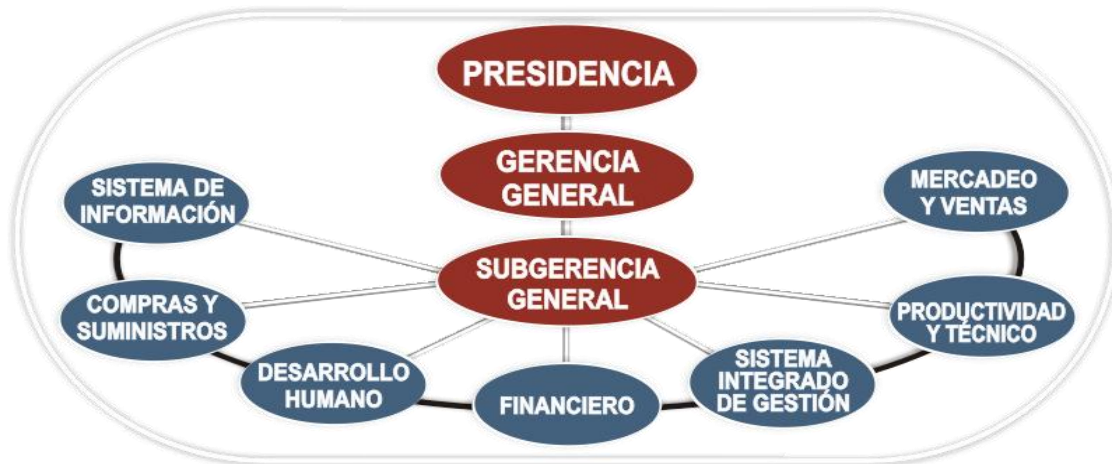 PRESIDENCIA
GERENCIA
GENERAL
SUBGERENCIA
GENERAL
SISTEMA DE
INFORMACIÓN
COMPRAS Y
SUMINISTROS
DESARROLLO
HUMANO
FINANCIERO
SISTEMA
INTEGRADO
DE GESTIÓN
PRODUCTIVIDAD
Y TÉCNICO
MERCADEO
Y VENTAS